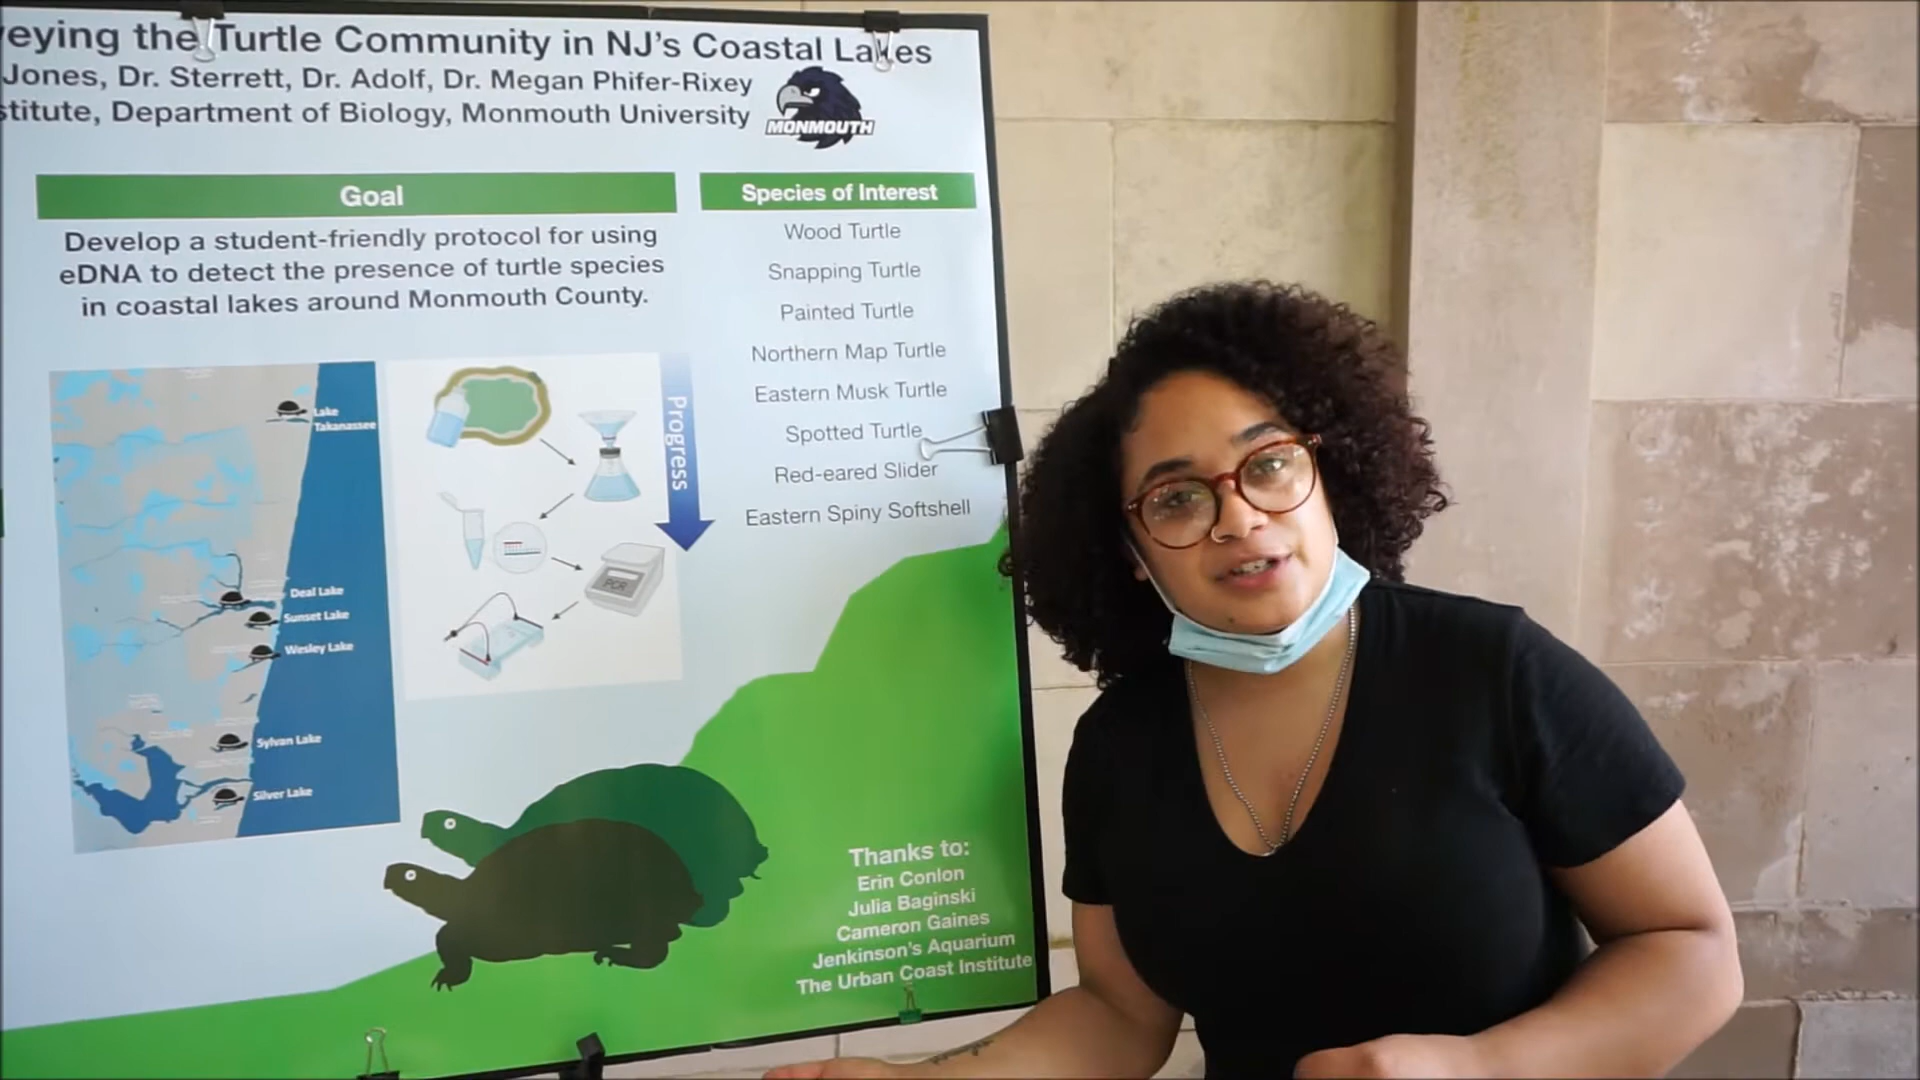 eying the Turtle Community in NJ's Coastal Lakes
Jones, Dr. Sterrett, Dr. Adolf, Dr. Megan Phifer-Rixey
stitute, Department of Biology, Monmouth University
MONMOUTH
Goal
Develop a student-friendly protocol for using
eDNA to detect the presence of turtle species
in coastal lakes around Monmouth County.
Lake
Takanassee
Deal Lake
Sunset Lake
Wesley Lake
Sylvan Lake
Silver Lake
PCR
Progress
Species of Interest
Wood Turtle
Snapping Turtle
Painted Turtle
Northern Map Turtle
Eastern Musk Turtle
Spotted Turtle
Red-eared Slider
Eastern Spiny Softshell
Thanks to:
Erin Conlon
Julia Baginski
Cameron Gaines
Jenkinson's Aquarium
The Urban Coast Institute